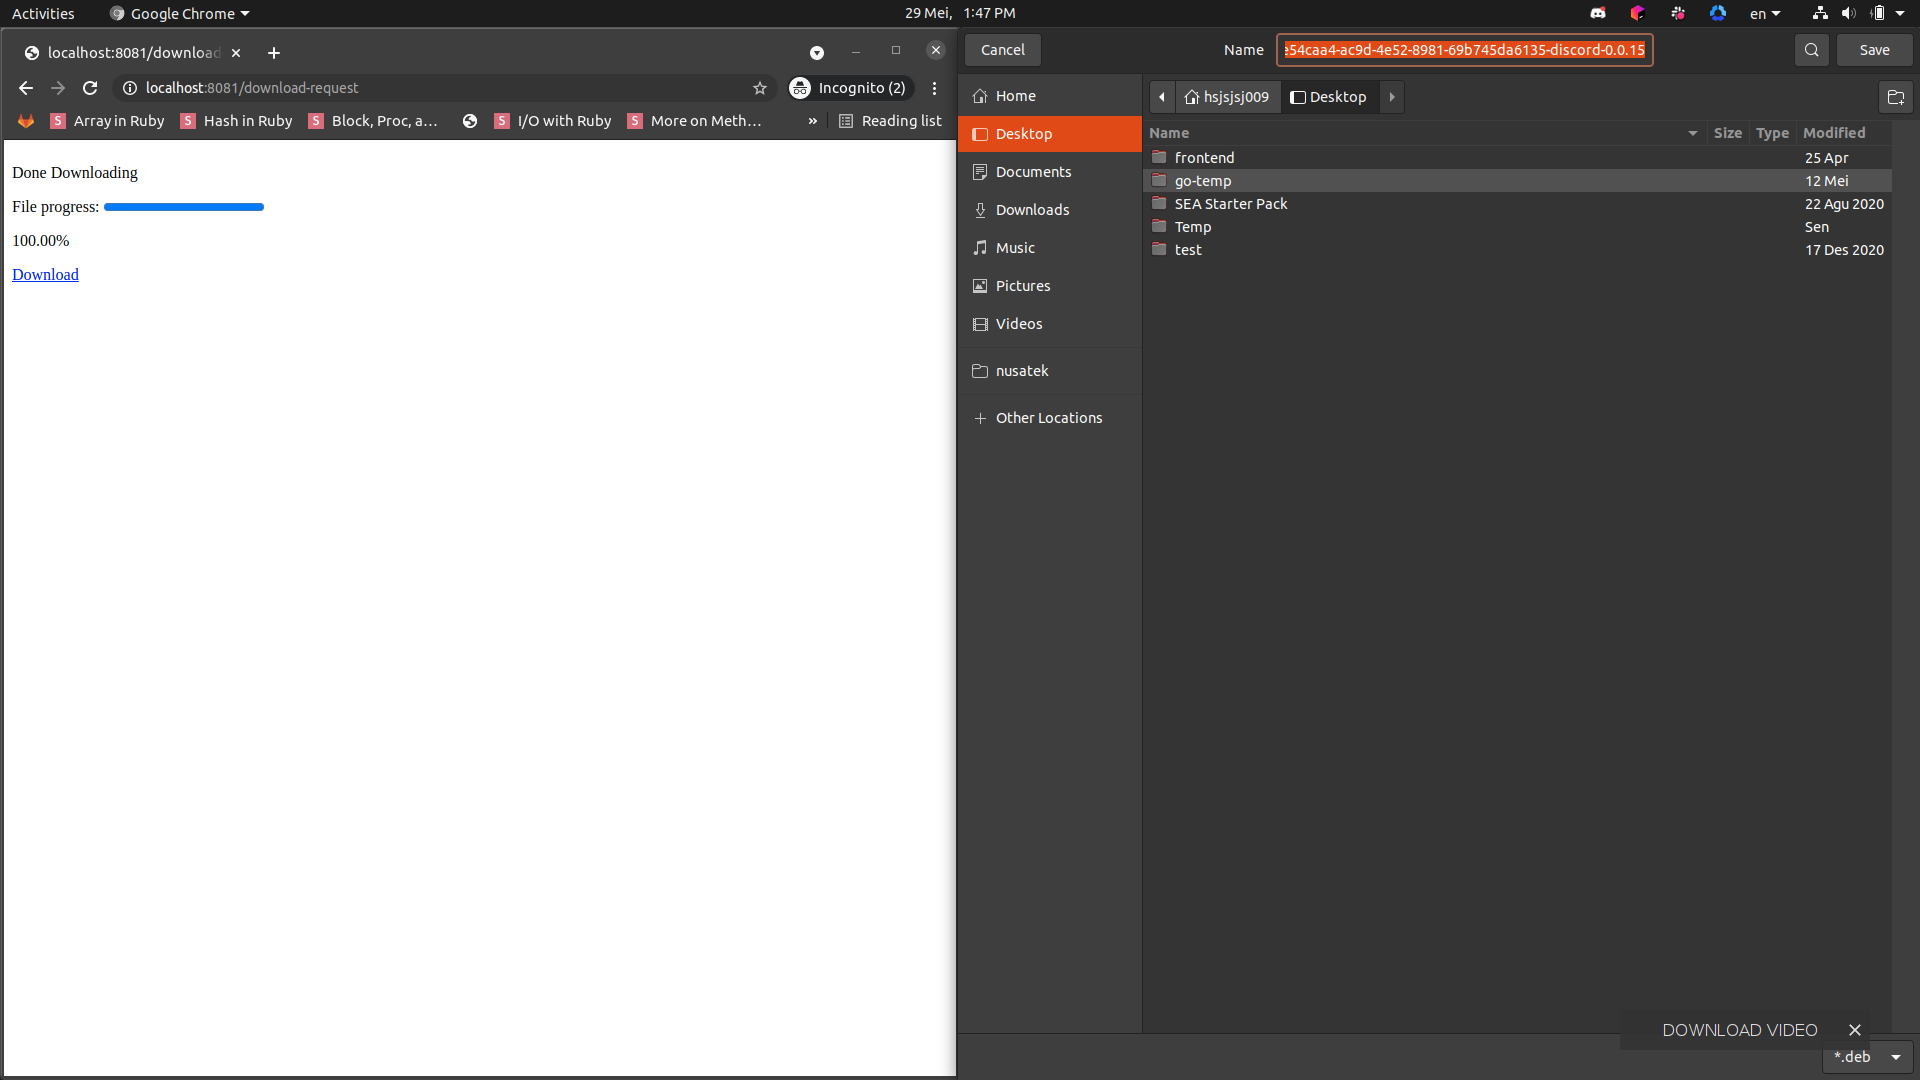 Activities
Google Chrome
29 Mei, 1:47 PM
en
localhost:8081/download
localhost:8081/download-request
Incognito (2)
Array in Ruby
Hash in Ruby
Block, Proc, a...
I/O with Ruby
More on Meth...
»
Reading list
Done Downloading
File progress:
100.00%
Download
Cancel
Name
e54caa4-ac9d-4e52-8981-69b745da6135-discord-0.0.15
Save
Home
Desktop
Documents
Downloads
Music
Pictures
Videos
nusatek
Other Locations
hsjsjsj009
Desktop
Name Size Type Modified
frontend 25 Apr
go-temp 12 Mei
SEA Starter Pack 22 Agu 2020
Temp Sen
test 17 Des 2020
DOWNLOAD VIDEO
*.deb